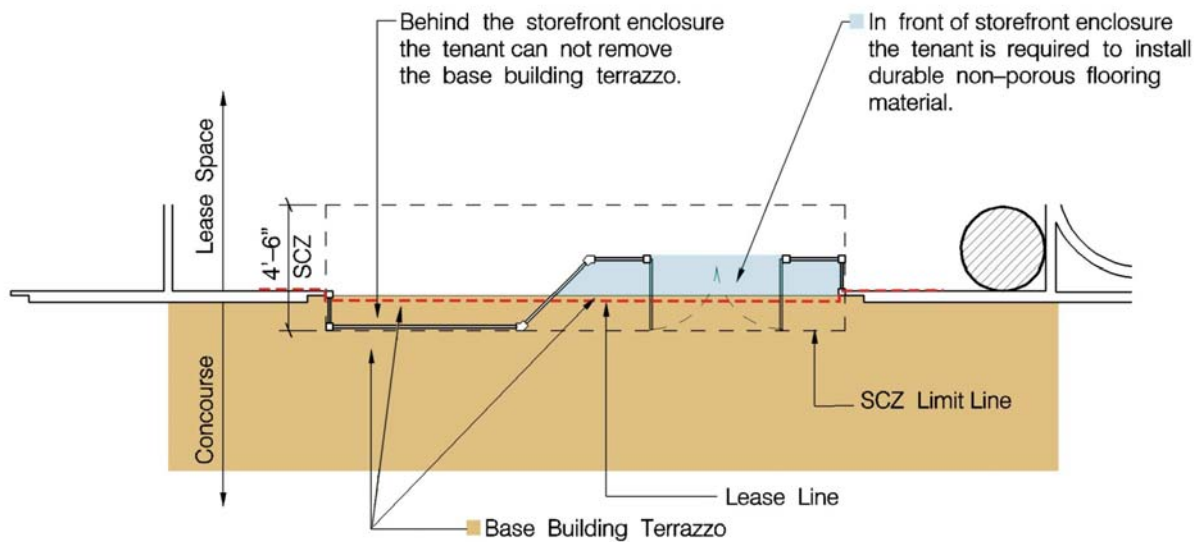 Behind the storefront enclosure
the tenant can not remove
the base building terrazzo.
In front of storefront enclosure
the tenant is required to install
durable non-porous flooring
material.
Lease Space
4'-6"
SCZ
Concourse
SCZ Limit Line
Lease Line
Base Building Terrazzo